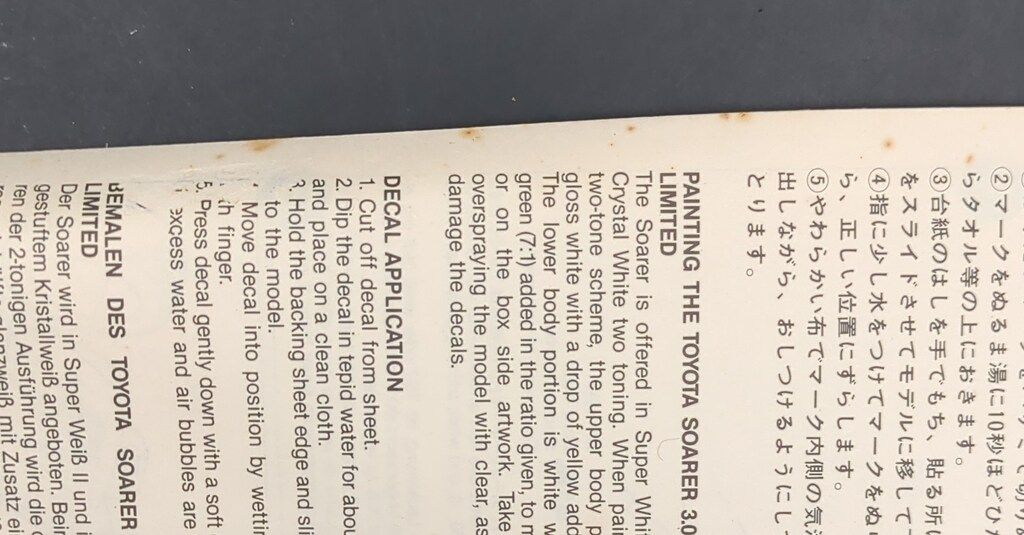 ②マークをぬるま湯に10秒ほどひ
らタオル等の上におきます。
③台紙のはしを手でもち、貼る所
をスライドさせてモデルに移して
④指に少し水をつけてマークをぬ
ら、正しい位置にずらします。
⑤やわらかい布でマーク内側の気
出しながら、おしつけるようにし
とります。
PAINTING THE TOYOTA SOARER 3.0
LIMITED
The Soarer is offered in Super Whit
Crystal White two toning. When pain
two-tone scheme, the upper body p
gloss white with a drop of yellow add
The lower body portion is white w
green (7:1) added in the ratio given, to m
or on the box side artwork. Take
overspraying the model with clear, as
damage the decals.
DECAL APPLICATION
1. Cut off decal from sheet.
2. Dip the decal in tepid water for abou
and place on a clean cloth.
3. Hold the backing sheet edge and sli
to the model.
Move decal into position by wetti
th finger.
5. Press decal gently down with a soft
excess water and air bubbles are
BEMALEN DES TOYOTA SOARER
LIMITED
Der Soarer wird in Super Weiß II und
gestuftem Kristallweiß angeboten. Bei
ren der 2-tonigen Ausführung wird die
mit Zusatz